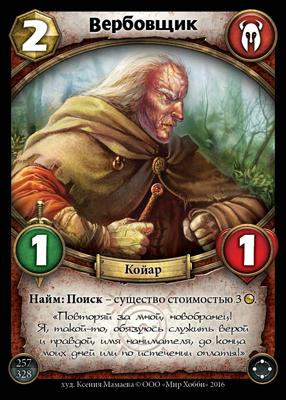 2
Вербовщик
1
1
Койар
Найм: Поиск – существо стоимостью 3
«Повторяй за мной, новобранец!
Я, такой-то, обязуюсь служить верой
и правдой, имя нанимателя, до конца
моих дней или по истечении оплаты!»
257
328
худ. Ксения Мамаева © ООО «Мир Хобби» 2016